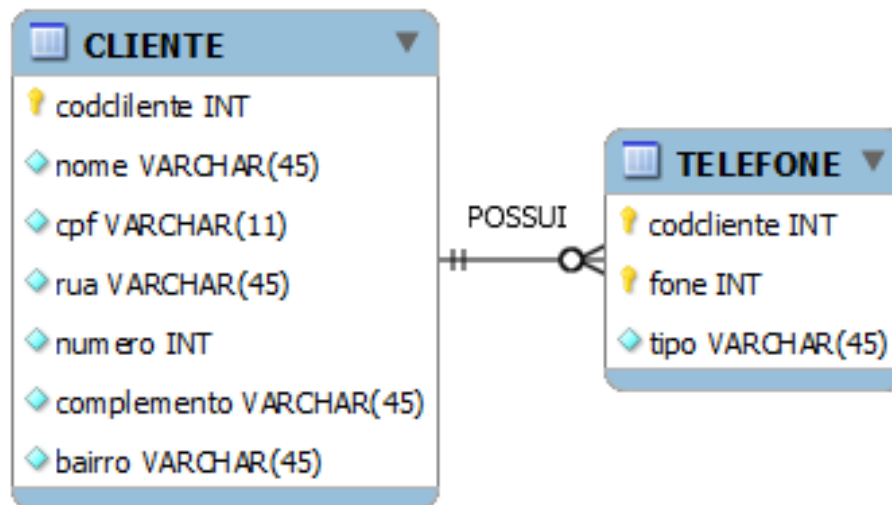 CLIENTE
codclilente INT
nome VARCHAR(45)
cpf VARCHAR(11)
rua VARCHAR(45)
numero INT
complemento VARCHAR(45)
bairro VARCHAR(45)
POSSUI
TELEFONE
codcliente INT
fone INT
tipo VARCHAR(45)